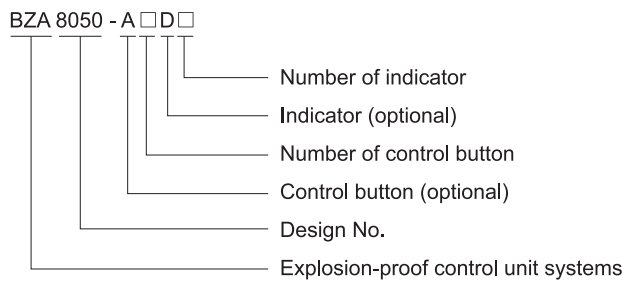 BZA 8050 - A □ D □
Number of indicator
Indicator (optional)
Number of control button
Control button (optional)
Design No.
Explosion-proof control unit systems